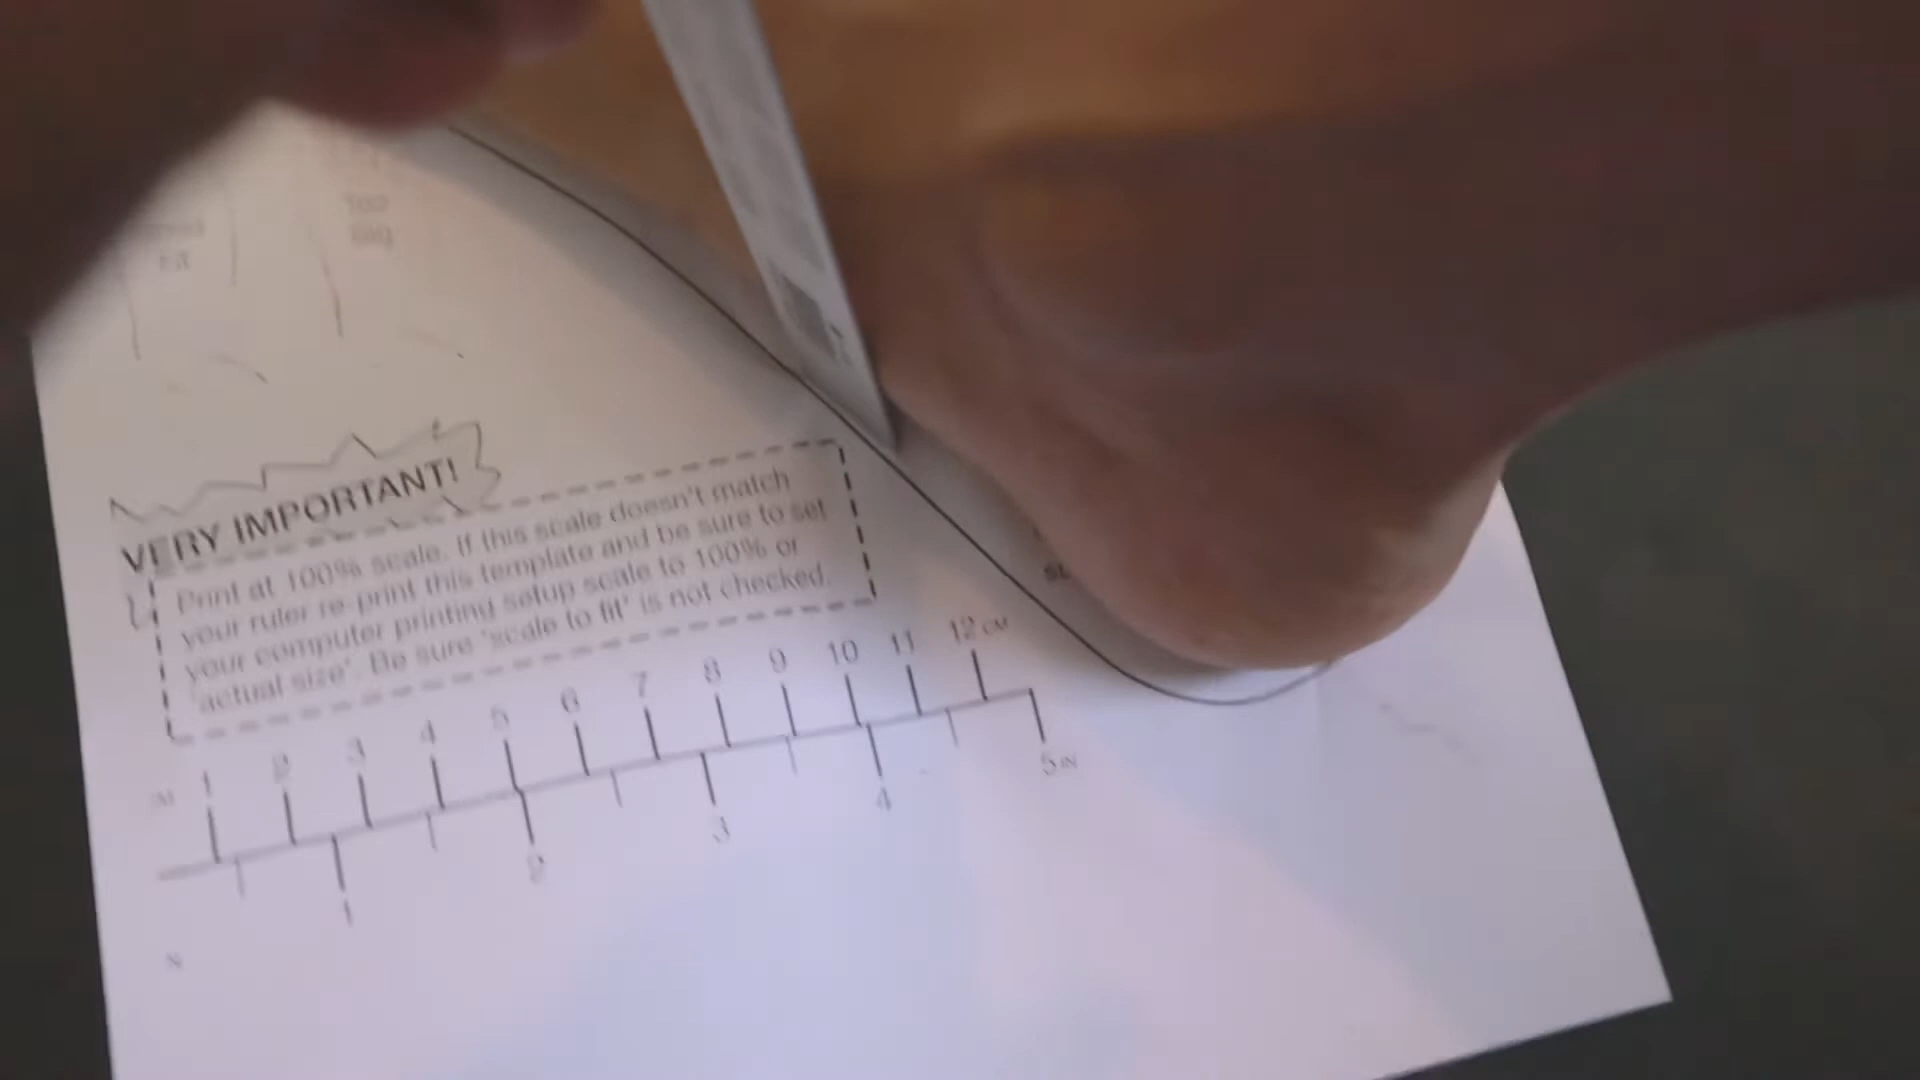 Too
Big
Fit
VERY IMPORTANT!
Print at 100% scale. If this scale doesn't match
your ruler re-print this template and be sure to set
your computer printing setup scale to 100% or
'actual size'. Be sure 'scale to fit' is not checked.
1 2 3 4 5 6 7 8 9 10 11 12 CM
1 2 3 4 5 IN